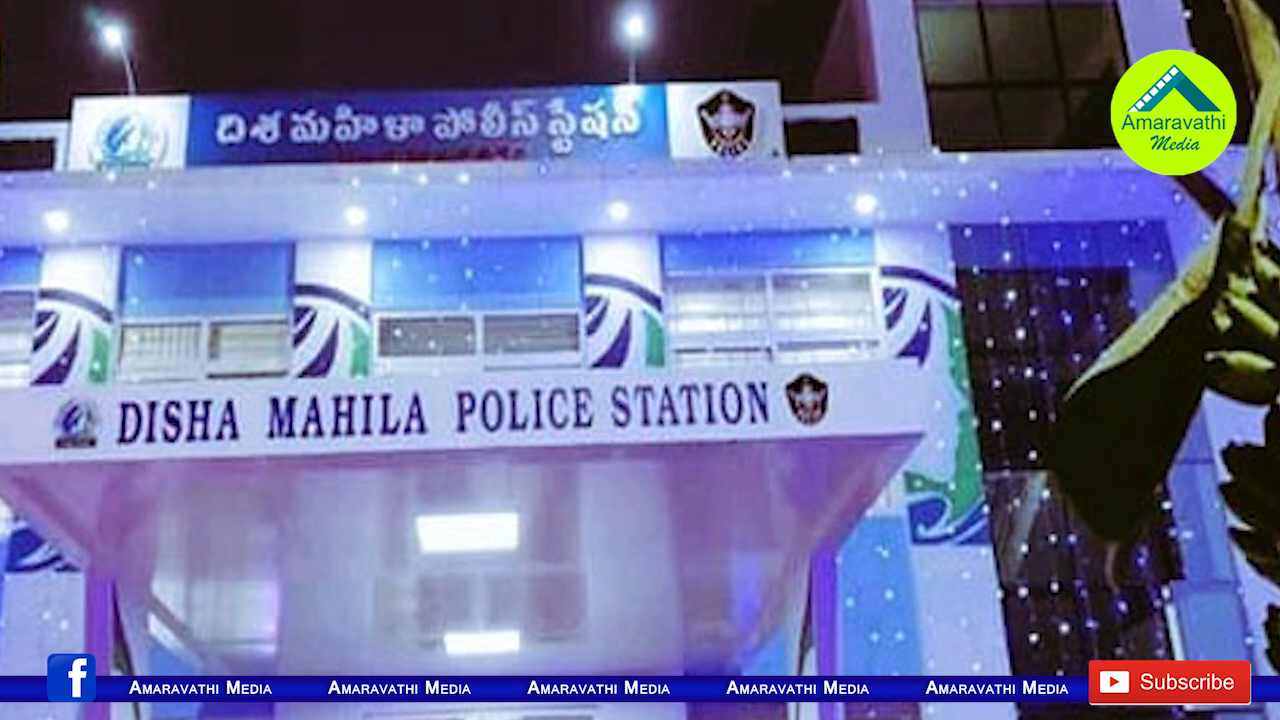 దిశ మహిళా పోలీస్ స్టేషన్
Amaravathi
Media
DISHA MAHILA POLICE STATION
f Amaravathi Media Amaravathi Media Amaravathi Media Amaravathi Media Amaravathi Media Subscribe